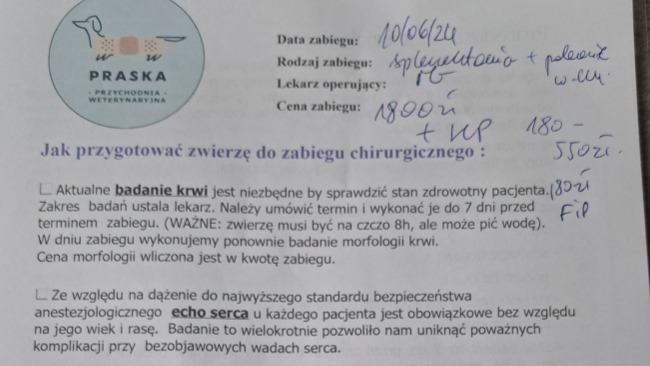 PRASKA
• PRZYCHODNIA •
WETERYNARYJNA
Data zabiegu: 10/06/24
Rodzaj zabiegu: splenektomia +
Lekarz operujący:
Cena zabiegu: 1800zł
+ HP 180 -
550zł.
Jak przygotować zwierzę do zabiegu chirurgicznego :
Aktualne badanie krwi jest niezbędne by sprawdzić stan zdrowotny pacjenta. 180zł
Zakres badań ustala lekarz. Należy umówić termin i wykonać je do 7 dni przed FiP
terminem zabiegu. (WAŻNE: zwierzę musi być na czczo 8h, ale może pić wodę).
W dniu zabiegu wykonujemy ponownie badanie morfologii krwi.
Cena morfologii wliczona jest w kwotę zabiegu.
Ze względu na dążenie do najwyższego standardu bezpieczeństwa
anestezjologicznego echo serca u każdego pacjenta jest obowiązkowe bez względu
na jego wiek i rasę. Badanie to wielokrotnie pozwoliło nam uniknąć poważnych
komplikacji przy bezobjawowych wadach serca.